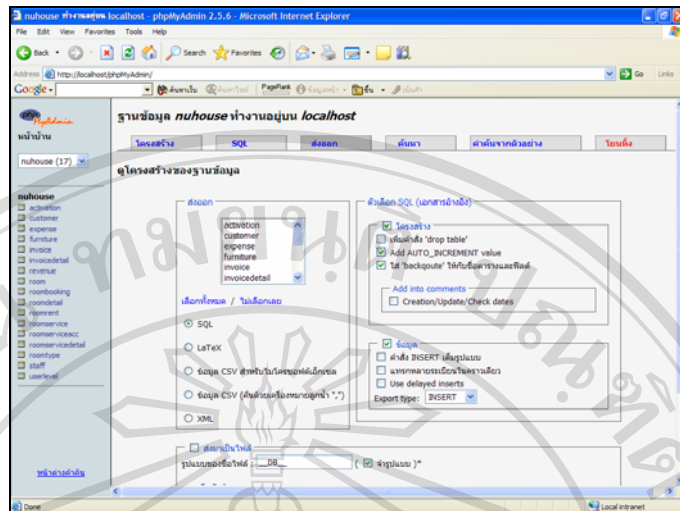 nuhouse ทำงานอยู่บน localhost - phpMyAdmin 2.5.6 - Microsoft Internet Explorer
File Edit View Favorites Tools Help
Back Search Favorites
Address http://localhost/phpMyAdmin/ Go Links
Google PageRank ขึ้น
phpMyAdmin
หน้าบ้าน
nuhouse (17)
nuhouse
activation
customer
expense
furniture
invoice
invoicedetail
revenue
room
roombooking
roomdetail
roomrent
roomservice
roomserviceacc
roomservicedetail
roomtype
staff
userlevel
หน้าต่างคำค้น
ฐานข้อมูล nuhouse ทำงานอยู่บน localhost
โครงสร้าง SQL ส่งออก ค้นหา คำค้นจากตัวอย่าง โยนทิ้ง
ดูโครงสร้างของฐานข้อมูล
ส่งออก
activation
customer
expense
furniture
invoice
invoicedetail
เลือกทั้งหมด / ไม่เลือกเลย
SQL
LaTeX
ข้อมูล CSV สำหรับไมโครซอฟต์เอ็กเซล
ข้อมูล CSV (คั่นด้วยเครื่องหมายลูกน้ำ ",")
XML
ตัวเลือก SQL (เอกสารอ้างอิง)
โครงสร้าง
เพิ่มคำสั่ง 'drop table'
Add AUTO_INCREMENT value
ใส่ 'backqoute' ให้กับชื่อตารางและฟิลด์
Add into comments
Creation/Update/Check dates
ข้อมูล
คำสั่ง INSERT เต็มรูปแบบ
แทรกหลายระเบียนในคราวเดียว
Use delayed inserts
Export type: INSERT
ส่งมาเป็นไฟล์
รูปแบบของชื่อไฟล์ : __DB__ ( จำรูปแบบ )*
Done Local intranet